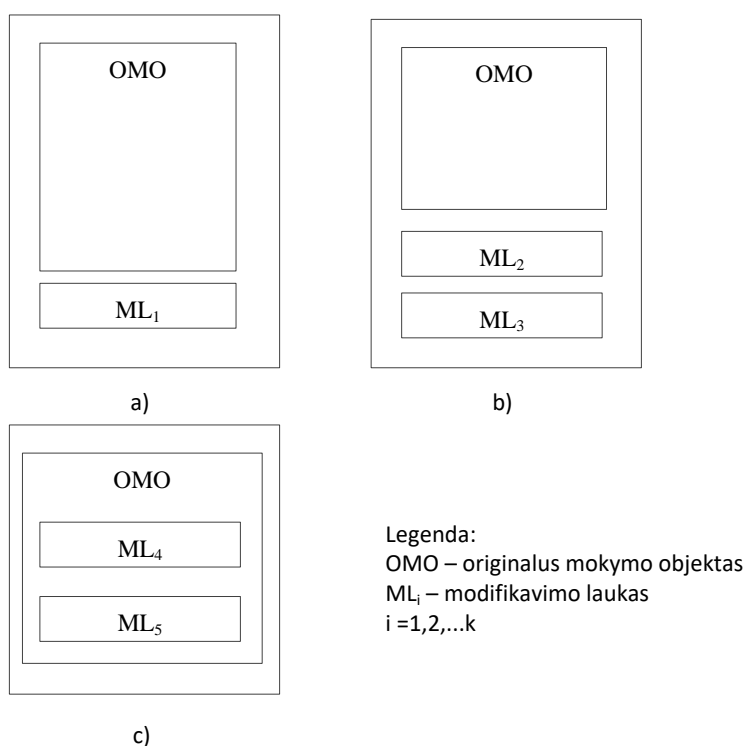 OMO
ML₁
a)
OMO
ML₂
ML₃
b)
OMO
ML₄
ML₅
c)
Legenda:
OMO – originalus mokymo objektas
MLᵢ – modifikavimo laukas
i =1,2,...k